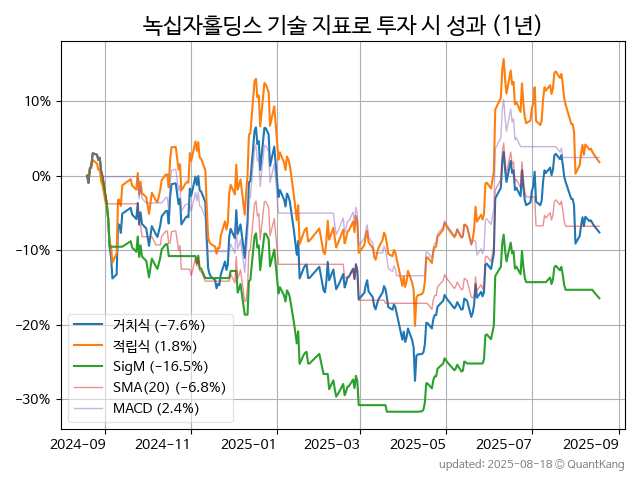 녹십자홀딩스 기술 지표로 투자 시 성과 (1년)
10%
0%
−10%
−20%
−30%
거치식 (−7.6%)
적립식 (1.8%)
SigM (−16.5%)
SMA(20) (−6.8%)
MACD (2.4%)
2024-09 2024-11 2025-01 2025-03 2025-05 2025-07 2025-09
updated: 2025-08-18 © QuantKang